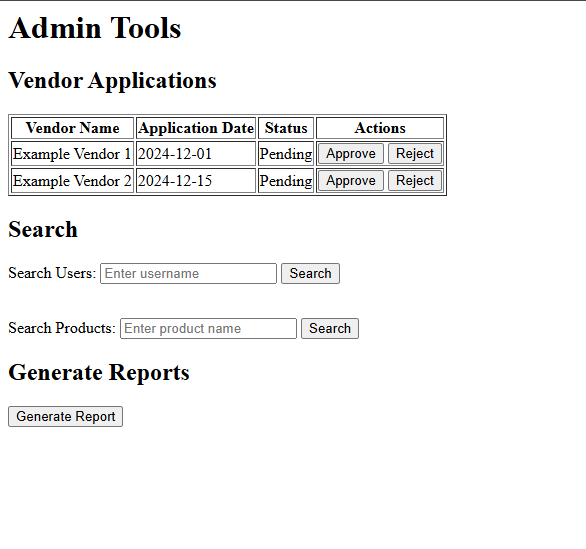 Admin Tools
Vendor Applications
Vendor Name Application Date Status Actions
Example Vendor 1 2024-12-01 Pending Approve Reject
Example Vendor 2 2024-12-15 Pending Approve Reject
Search
Search Users: Enter username Search
Search Products: Enter product name Search
Generate Reports
Generate Report